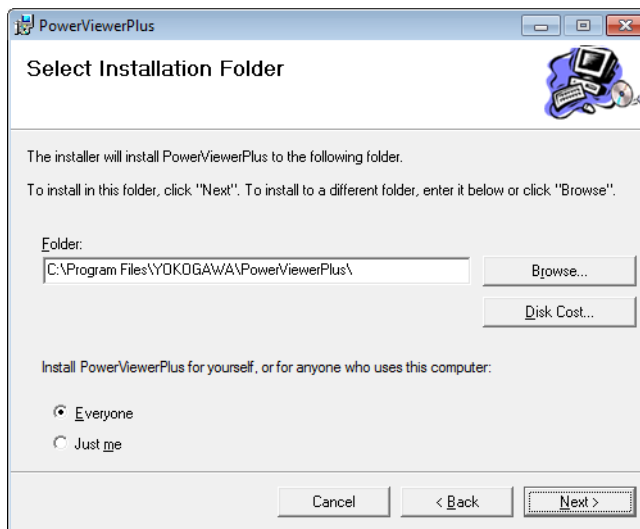 PowerViewerPlus
Select Installation Folder
The installer will install PowerViewerPlus to the following folder.
To install in this folder, click "Next". To install to a different folder, enter it below or click "Browse".
Folder:
C:\Program Files\YOKOGAWA\PowerViewerPlus\
Browse...
Disk Cost...
Install PowerViewerPlus for yourself, or for anyone who uses this computer:
Everyone
Just me
Cancel < Back Next >